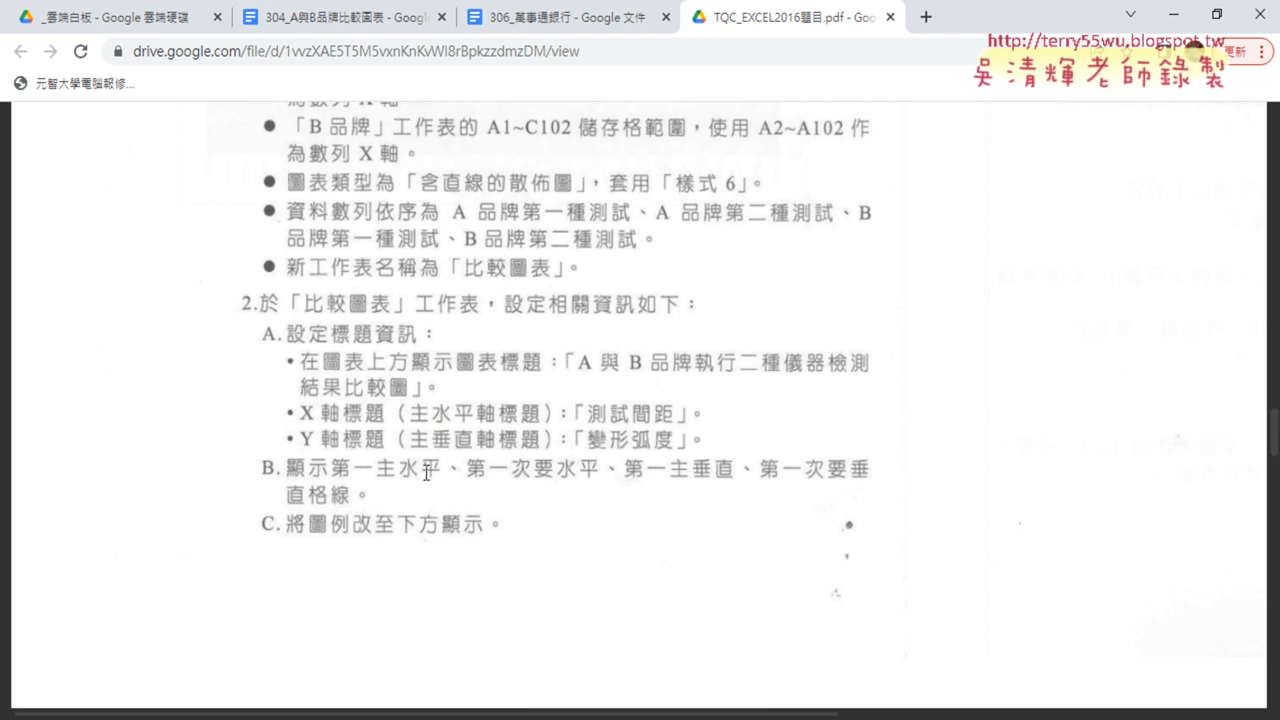 _雲端白板 - Google 雲端硬碟
304_A與B品牌比較圖表 - Google
306_萬事通銀行 - Google 文件
TQC_EXCEL2016題目.pdf - Goo
drive.google.com/file/d/1vvzXAE5T5M5vxnKnKvWl8rBpkzzdmzDM/view
更新
http://terry55wu.blogspot.tw
吳清輝老師錄製
元智大學電腦報修...
為數列 X 軸
●「B 品牌」工作表的 A1~C102 儲存格範圍，使用 A2~A102 作
為數列 X 軸。
● 圖表類型為「含直線的散佈圖」，套用「樣式 6」。
● 資料數列依序為 A 品牌第一種測試、A 品牌第二種測試、B
品牌第一種測試、B 品牌第二種測試。
● 新工作表名稱為「比較圖表」。
2.於「比較圖表」工作表，設定相關資訊如下：
A.設定標題資訊：
•在圖表上方顯示圖表標題：「A 與 B 品牌執行二種儀器檢測
結果比較圖」。
•X 軸標題（主水平軸標題）：「測試間距」。
•Y 軸標題（主垂直軸標題）：「變形弧度」。
B.顯示第一主水平、第一次要水平、第一主垂直、第一次要垂
直格線。
C.將圖例改至下方顯示。